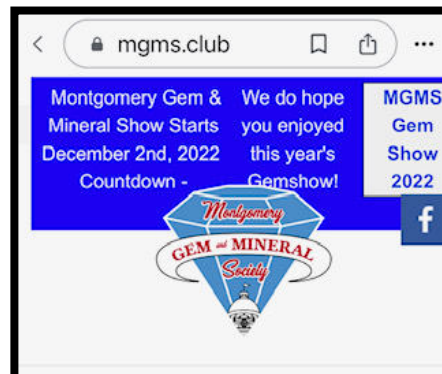 mgms.club
Montgomery Gem &
Mineral Show Starts
December 2nd, 2022
Countdown -
We do hope
you enjoyed
this year's
Gemshow!
MGMS
Gem
Show
2022
f
Montgomery
GEM and MINERAL
Society